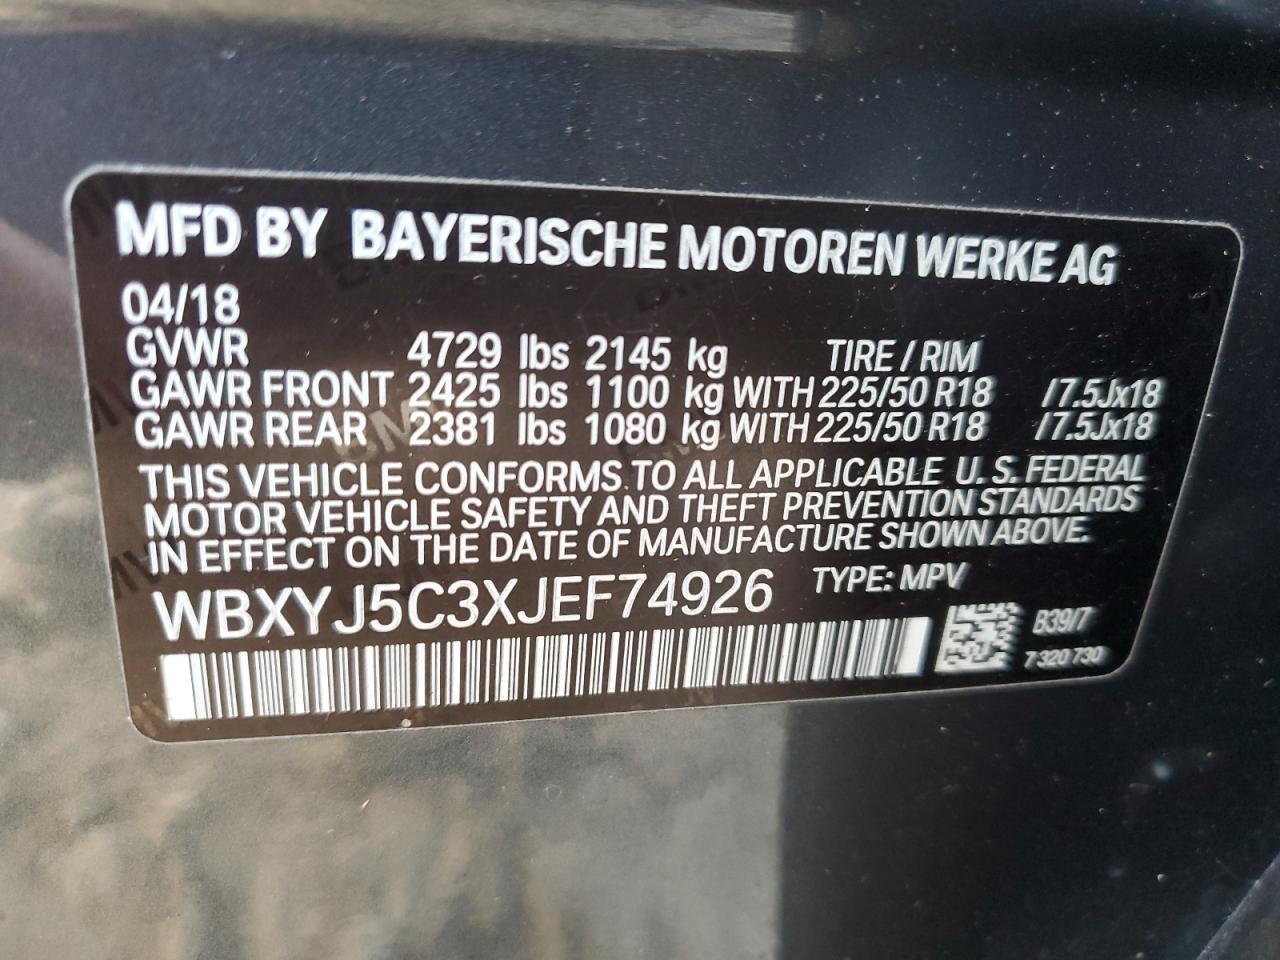 MFD BY BAYERISCHE MOTOREN WERKE AG
04/18
GVWR 4729 lbs 2145 kg TIRE / RIM
GAWR FRONT 2425 lbs 1100 kg WITH 225/50 R18 / 7.5Jx18
GAWR REAR 2381 lbs 1080 kg WITH 225/50 R18 / 7.5Jx18
THIS VEHICLE CONFORMS TO ALL APPLICABLE U. S. FEDERAL
MOTOR VEHICLE SAFETY AND THEFT PREVENTION STANDARDS
IN EFFECT ON THE DATE OF MANUFACTURE SHOWN ABOVE.
WBXYJ5C3XJEF74926 TYPE: MPV
B39/7
7 320 730